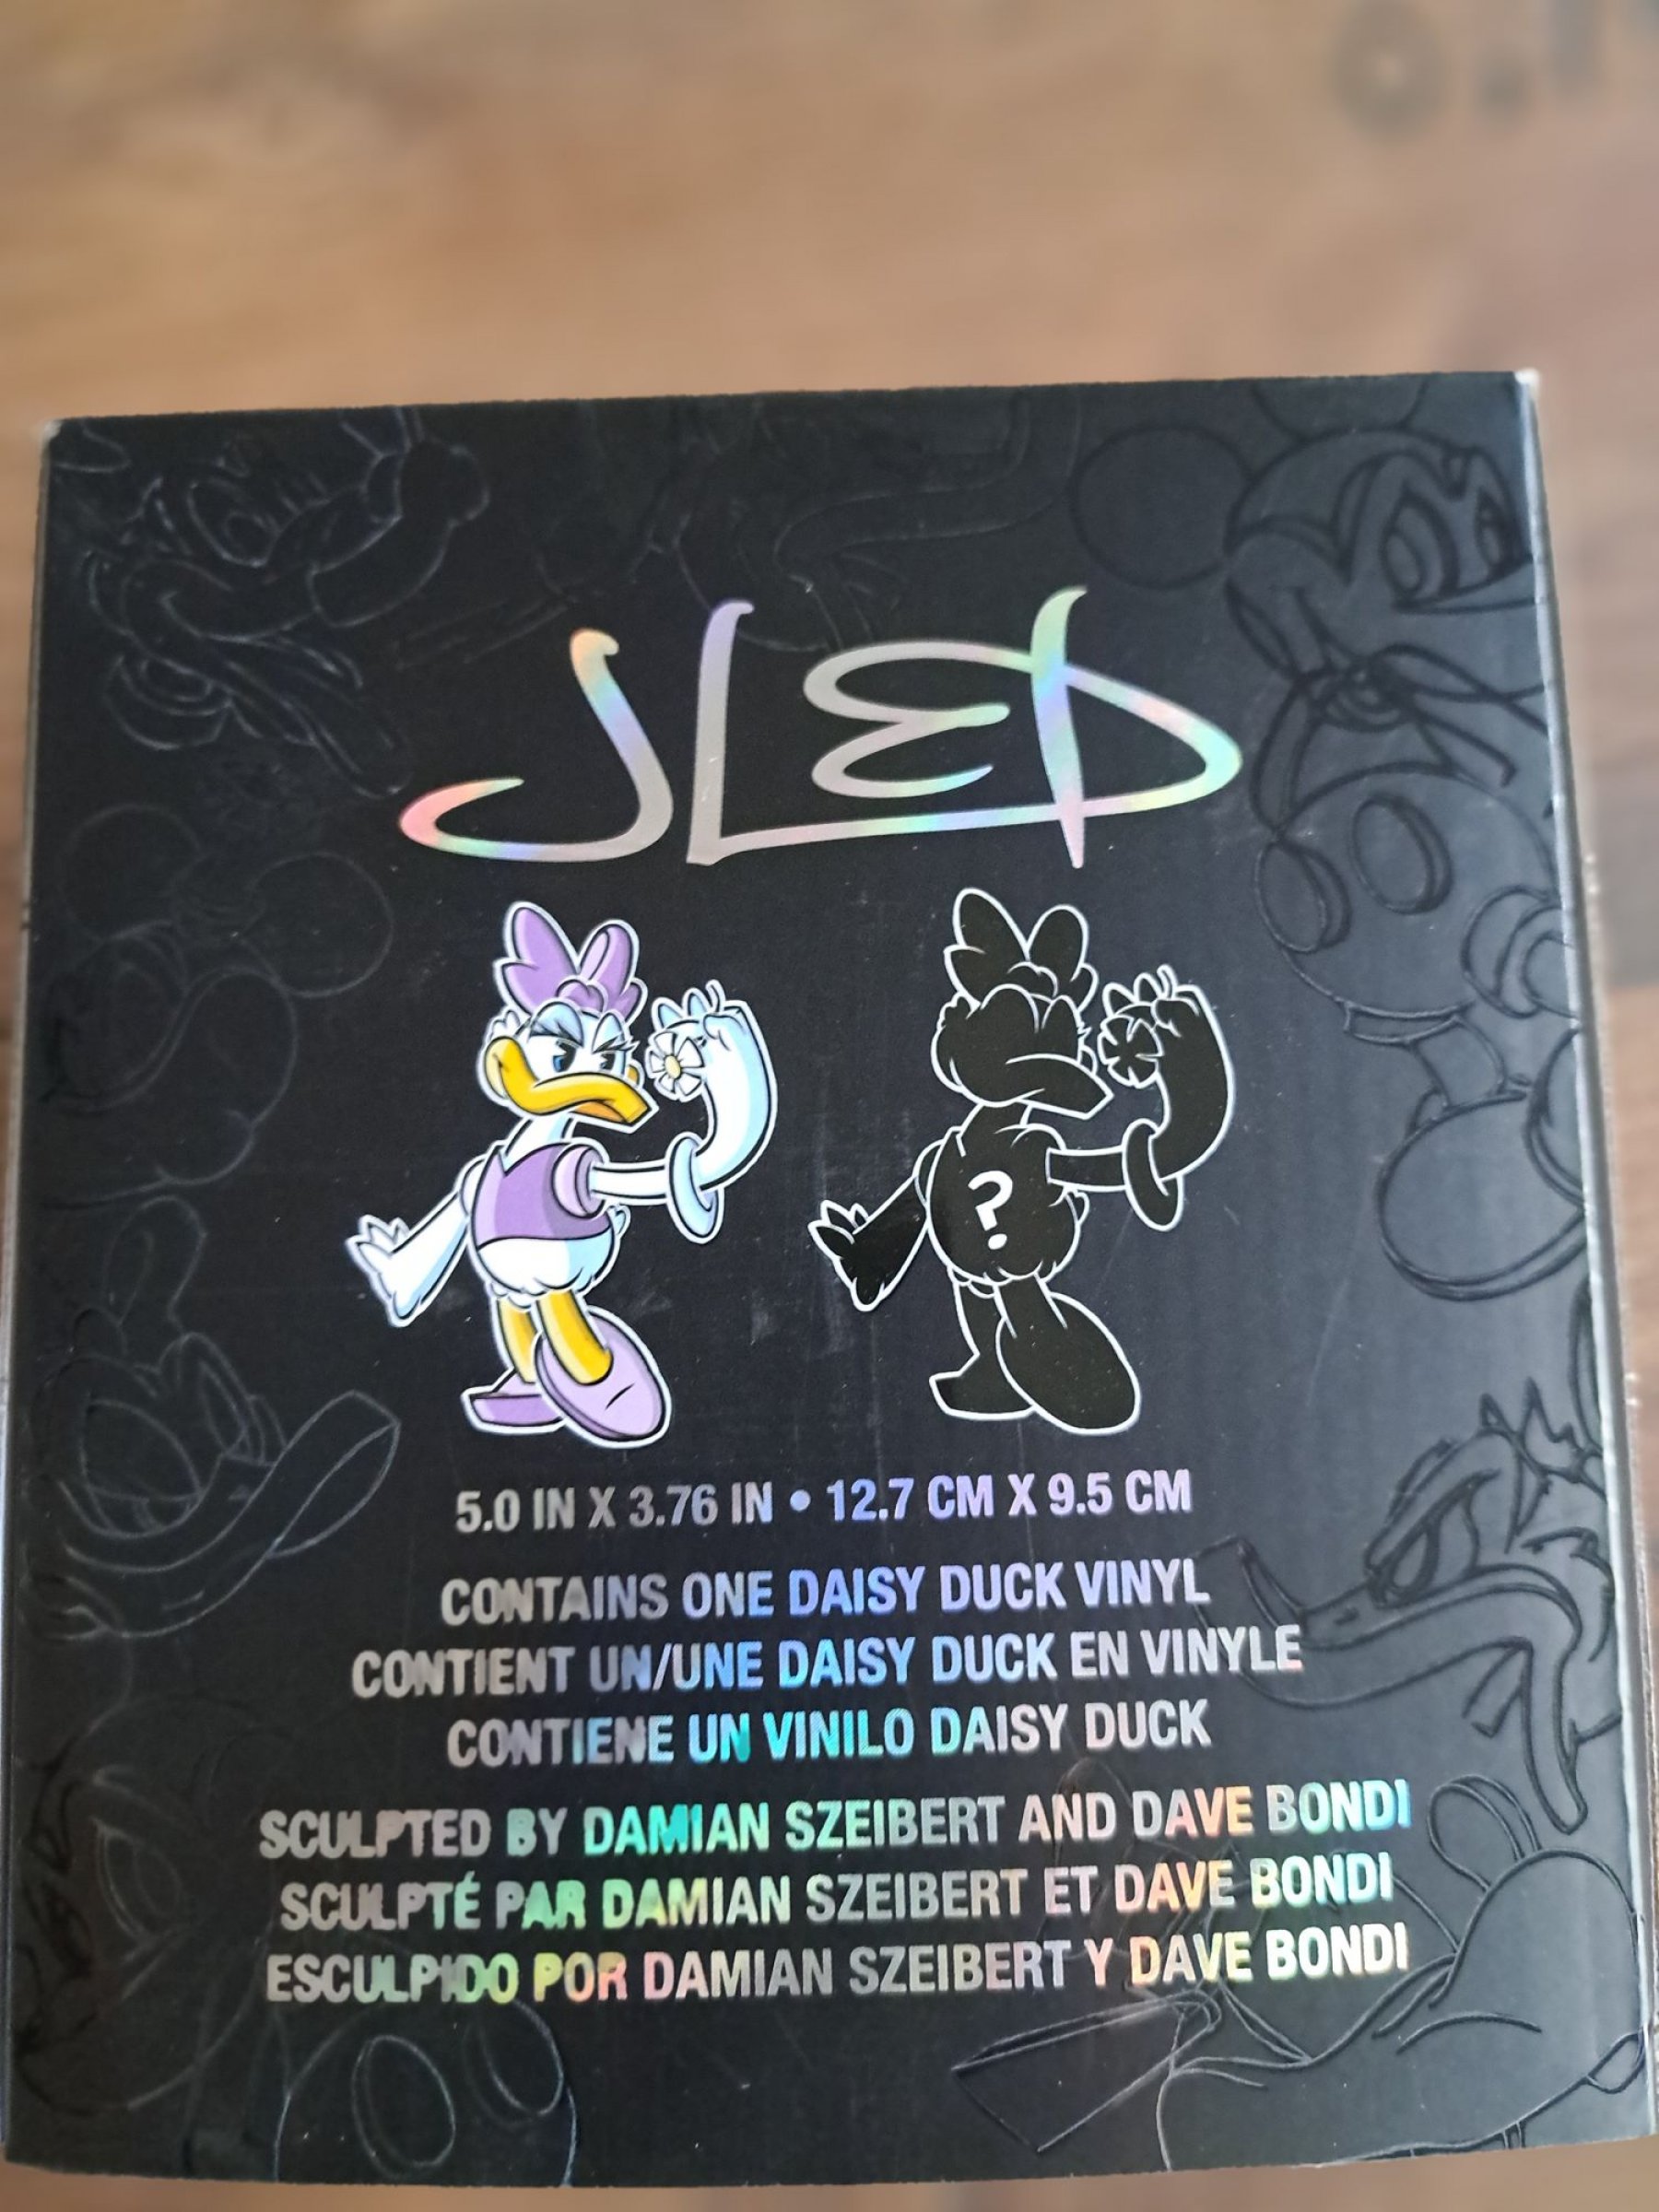 JLED
?
5.0 IN X 3.76 IN • 12.7 CM X 9.5 CM
CONTAINS ONE DAISY DUCK VINYL
CONTIENT UN/UNE DAISY DUCK EN VINYLE
CONTIENE UN VINILO DAISY DUCK
SCULPTED BY DAMIAN SZEIBERT AND DAVE BONDI
SCULPTÉ PAR DAMIAN SZEIBERT ET DAVE BONDI
ESCULPIDO POR DAMIAN SZEIBERT Y DAVE BONDI